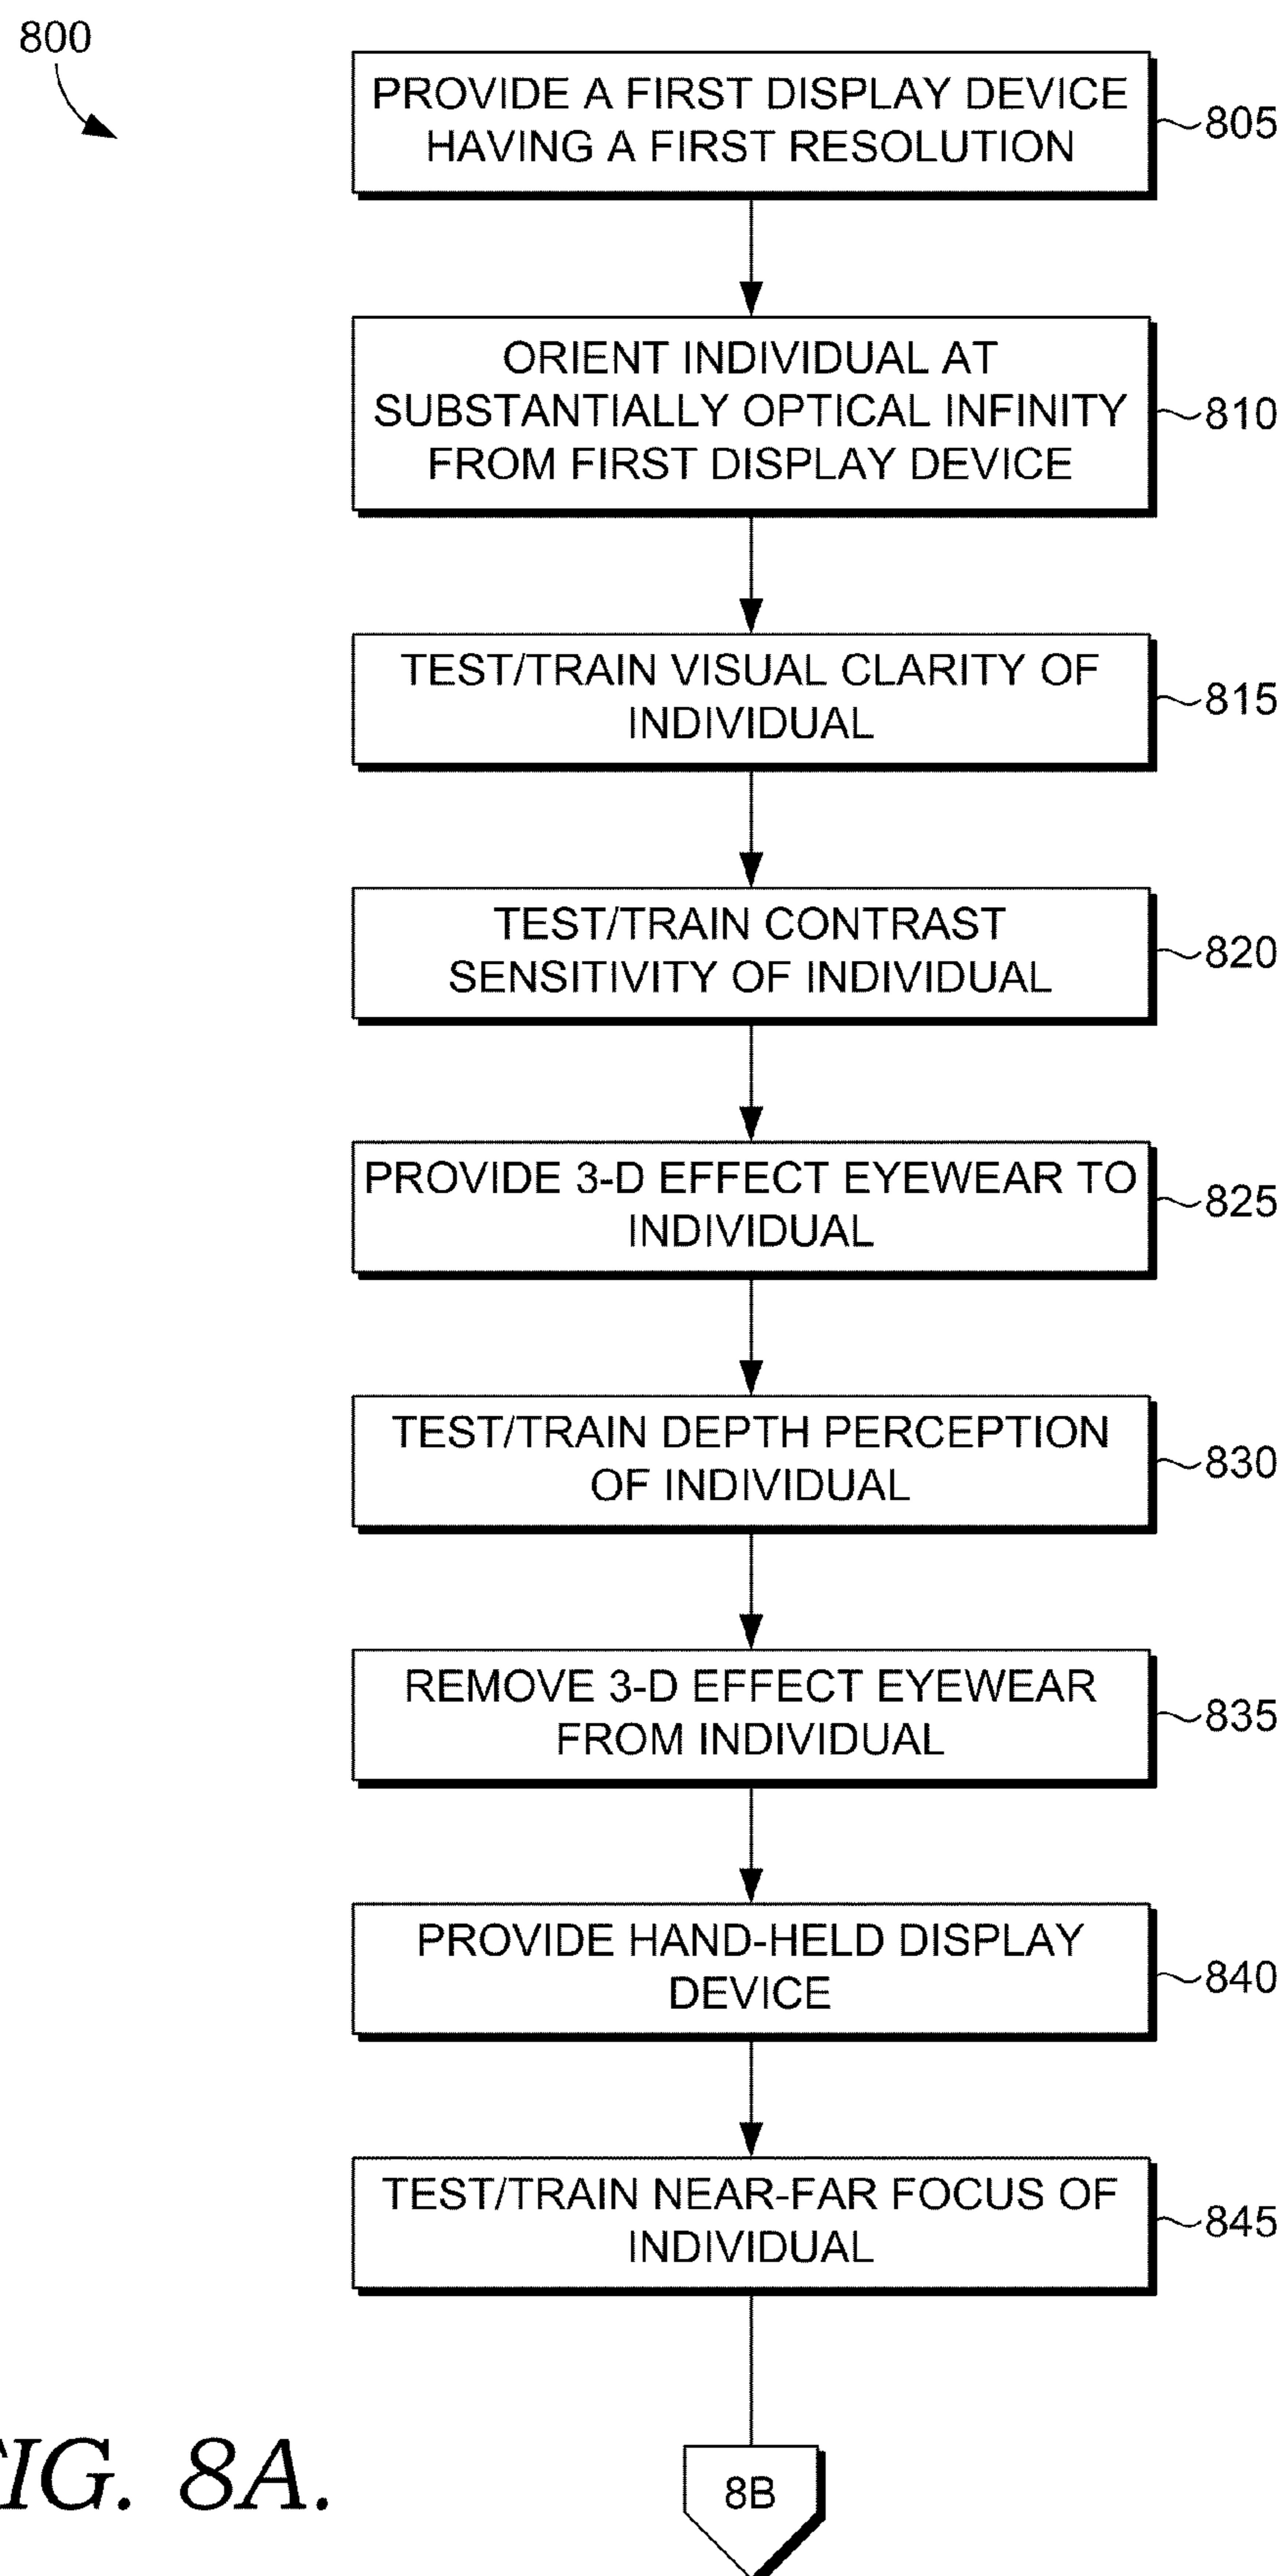 800
PROVIDE A FIRST DISPLAY DEVICE
HAVING A FIRST RESOLUTION
805
ORIENT INDIVIDUAL AT
SUBSTANTIALLY OPTICAL INFINITY
FROM FIRST DISPLAY DEVICE
810
TEST/TRAIN VISUAL CLARITY OF
INDIVIDUAL
815
TEST/TRAIN CONTRAST
SENSITIVITY OF INDIVIDUAL
820
PROVIDE 3-D EFFECT EYEWEAR TO
INDIVIDUAL
825
TEST/TRAIN DEPTH PERCEPTION
OF INDIVIDUAL
830
REMOVE 3-D EFFECT EYEWEAR
FROM INDIVIDUAL
835
PROVIDE HAND-HELD DISPLAY
DEVICE
840
TEST/TRAIN NEAR-FAR FOCUS OF
INDIVIDUAL
845
8B
FIG. 8A.